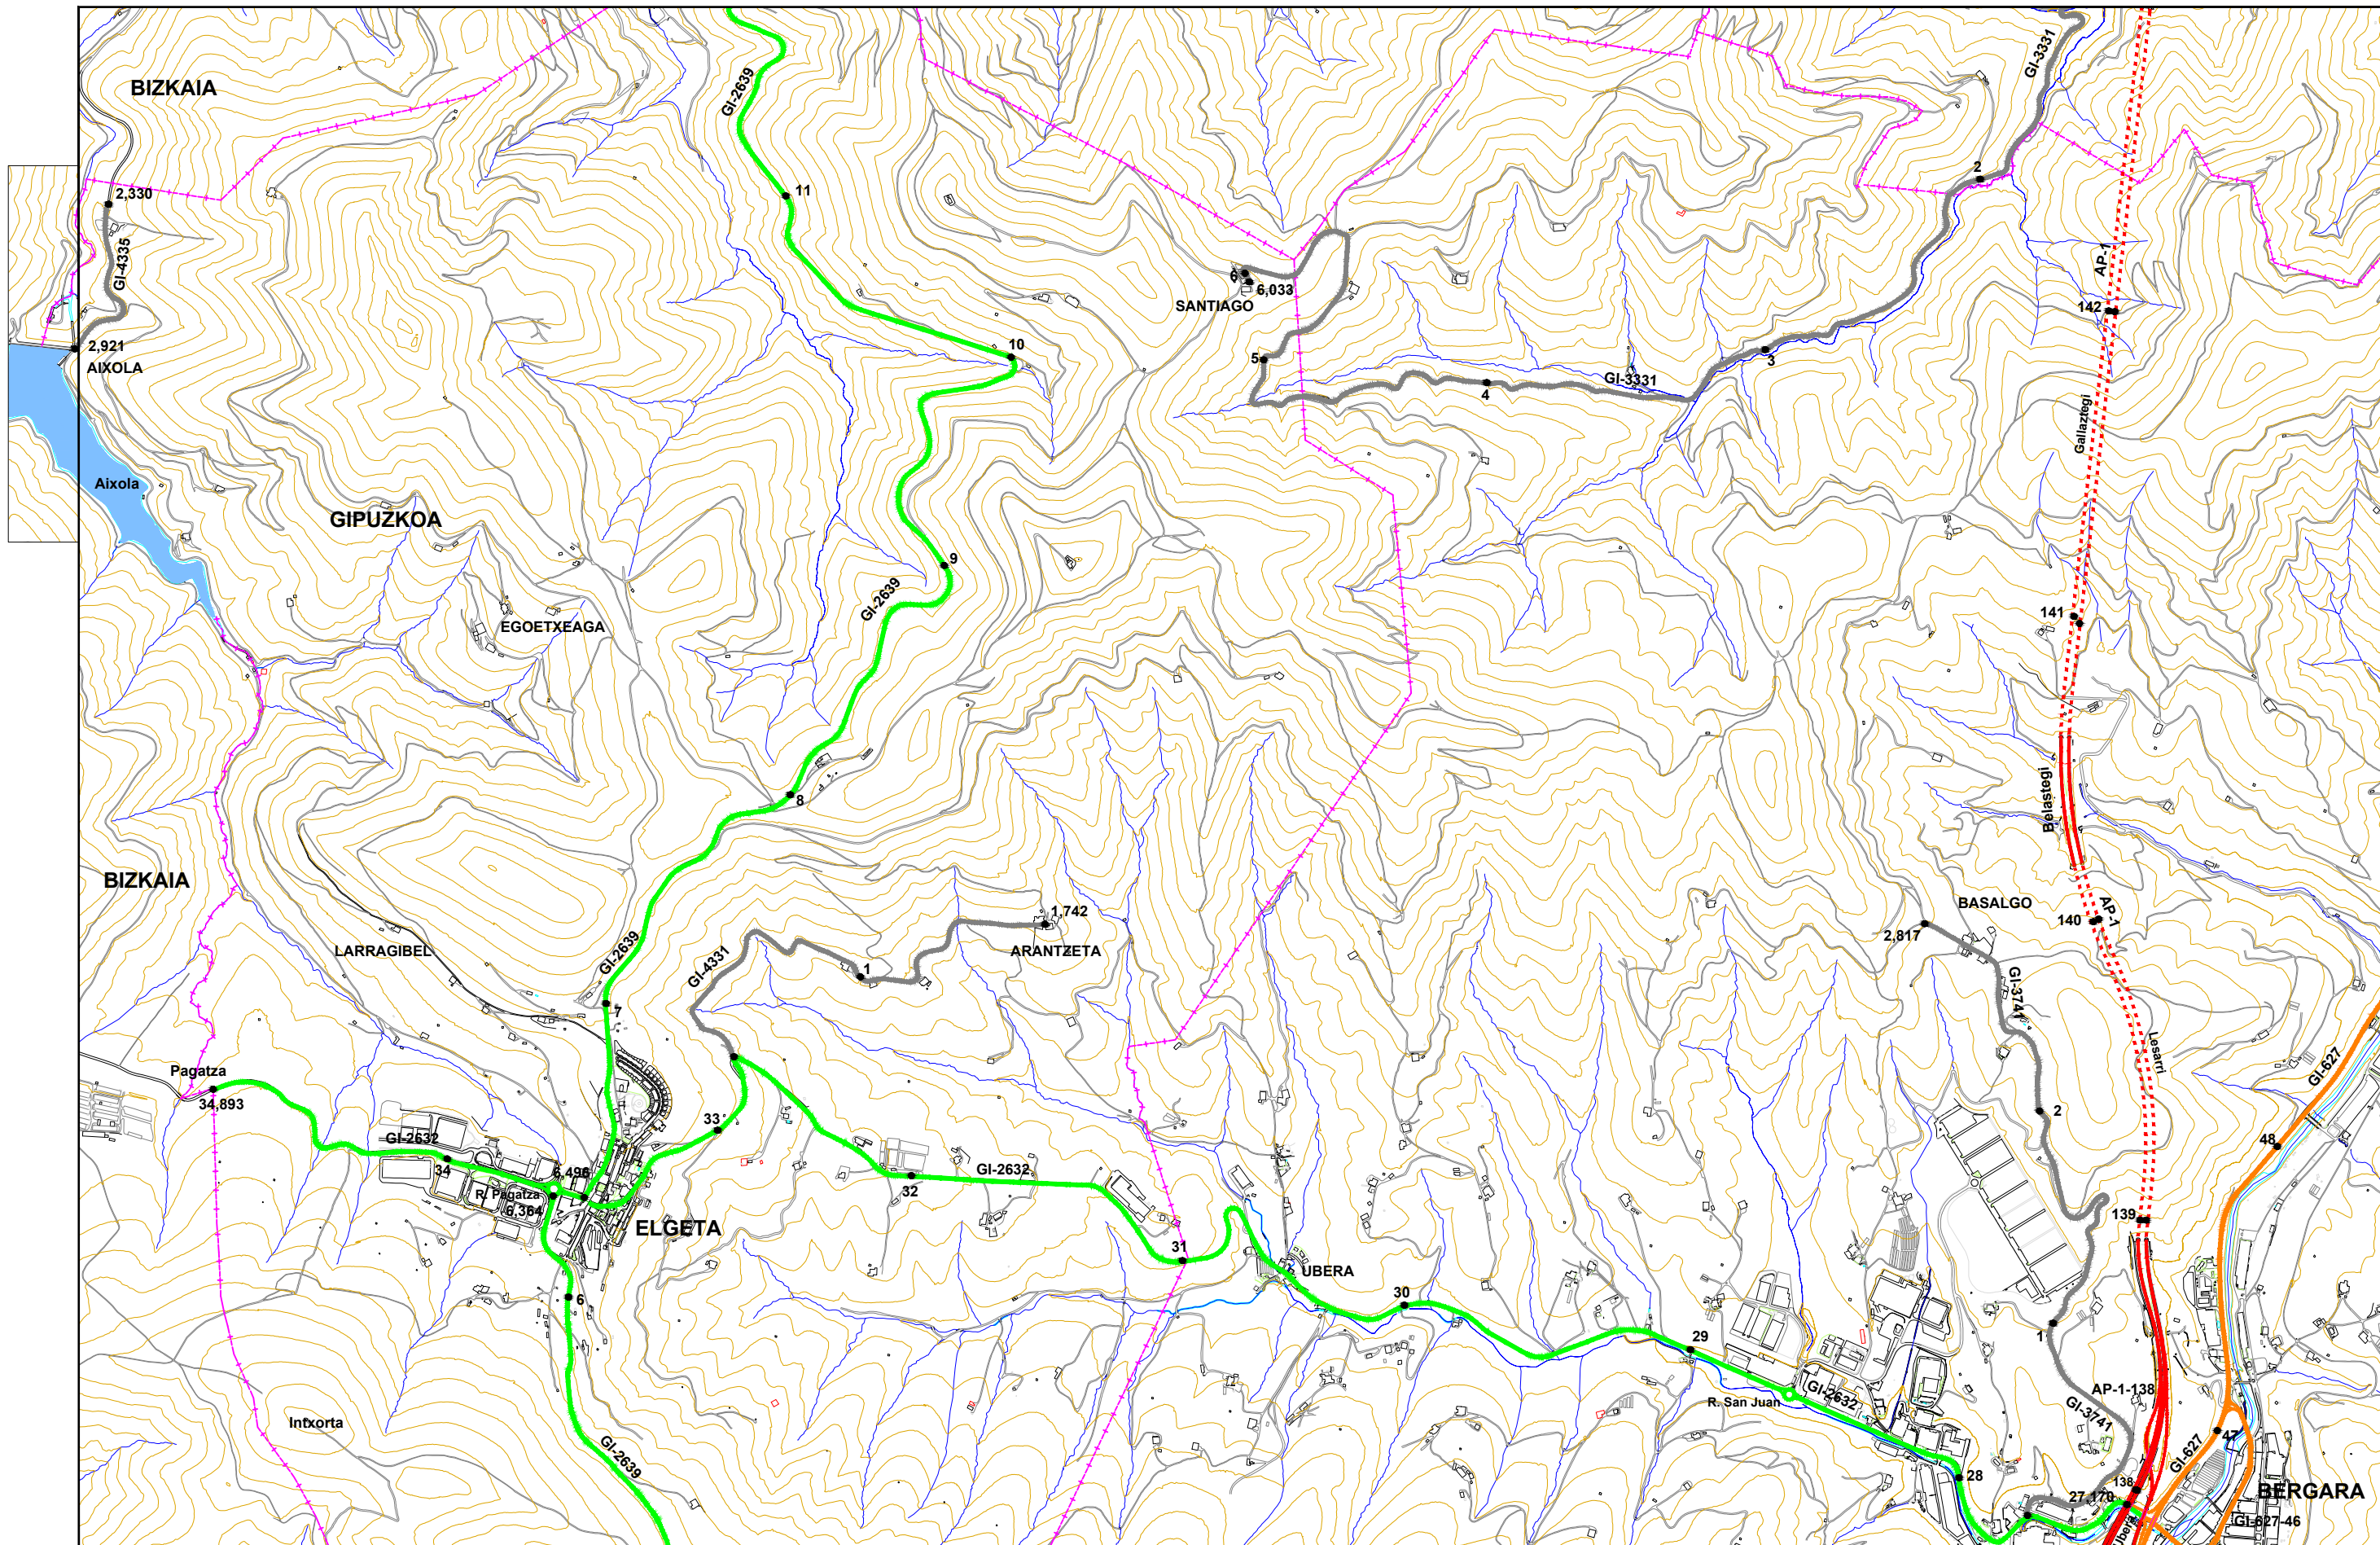 BIZKAIA
GI-2639
GI-3331
11
2
2,330
GI-4335
AP-1
6
6,033
SANTIAGO
142
2,921
AIXOLA
10
5
3
4
GI-3331
Gallaztegi
Aixola
GIPUZKOA
9
GI-2639
141
EGOETXEAGA
8
Belastegi
BIZKAIA
1,742
ARANTZETA
BASALGO
AP-1
140
2,817
LARRAGIBEL
GI-2639
GI-4331
1
GI-3741
7
Lesarri
Pagatza
34,893
GI-627
2
33
48
GI-2632
34
6,496
R. Pagatza
6,364
32
GI-2632
ELGETA
139
31
UBERA
6
30
29
1
AP-1-138
GI-2632
R. San Juan
GI-3741
Intxorta
GI-2639
47
GI-627
28
138
27,170
BERGARA
GI-627-46
Ubera